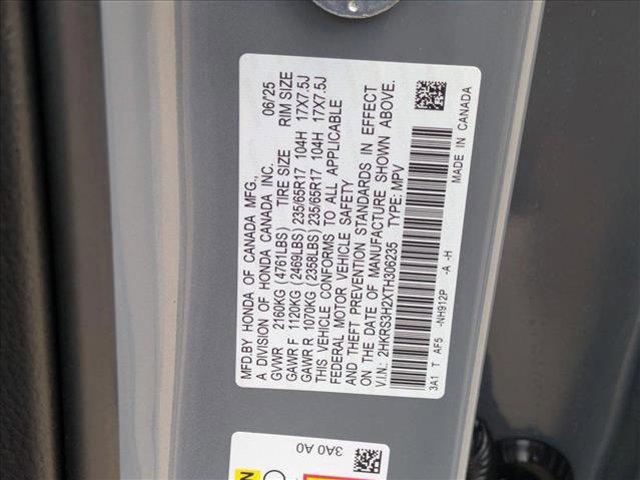 MFD.BY HONDA OF CANADA MFG., 06/25
A DIVISION OF HONDA CANADA INC.
GVWR 2160KG (4761LBS) TIRE SIZE RIM SIZE
GAWR F 1120KG (2469LBS) 235/65R17 104H 17X7.5J
GAWR R 1070KG (2358LBS) 235/65R17 104H 17X7.5J
THIS VEHICLE CONFORMS TO ALL APPLICABLE
FEDERAL MOTOR VEHICLE SAFETY
AND THEFT PREVENTION STANDARDS IN EFFECT
ON THE DATE OF MANUFACTURE SHOWN ABOVE.
V.I.N: 2HKRS3H2XTH306235 TYPE: MPV
3A1 T AF5 -NH912P -A -H MADE IN CANADA
3A0 A0